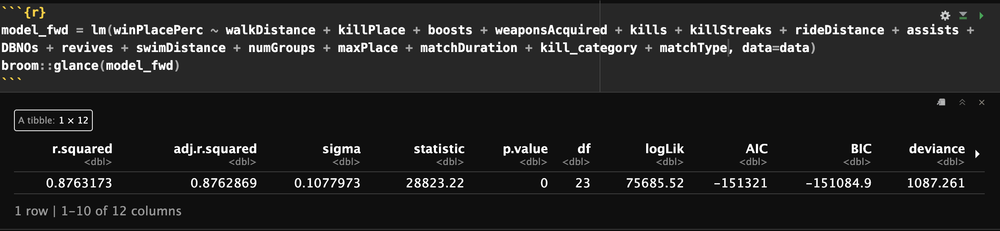 ```{r}
model_fwd = lm(winPlacePerc ~ walkDistance + killPlace + boosts + weaponsAcquired + kills + killStreaks + rideDistance + assists +
DBNOs + revives + swimDistance + numGroups + maxPlace + matchDuration + kill_category + matchType, data=data)
broom::glance(model_fwd)
```
A tibble: 1 × 12
r.squared adj.r.squared sigma statistic p.value df logLik AIC BIC deviance
<dbl> <dbl> <dbl> <dbl> <dbl> <dbl> <dbl> <dbl> <dbl> <dbl>
0.8763173 0.8762869 0.1077973 28823.22 0 23 75685.52 -151321 -151084.9 1087.261
1 row | 1-10 of 12 columns